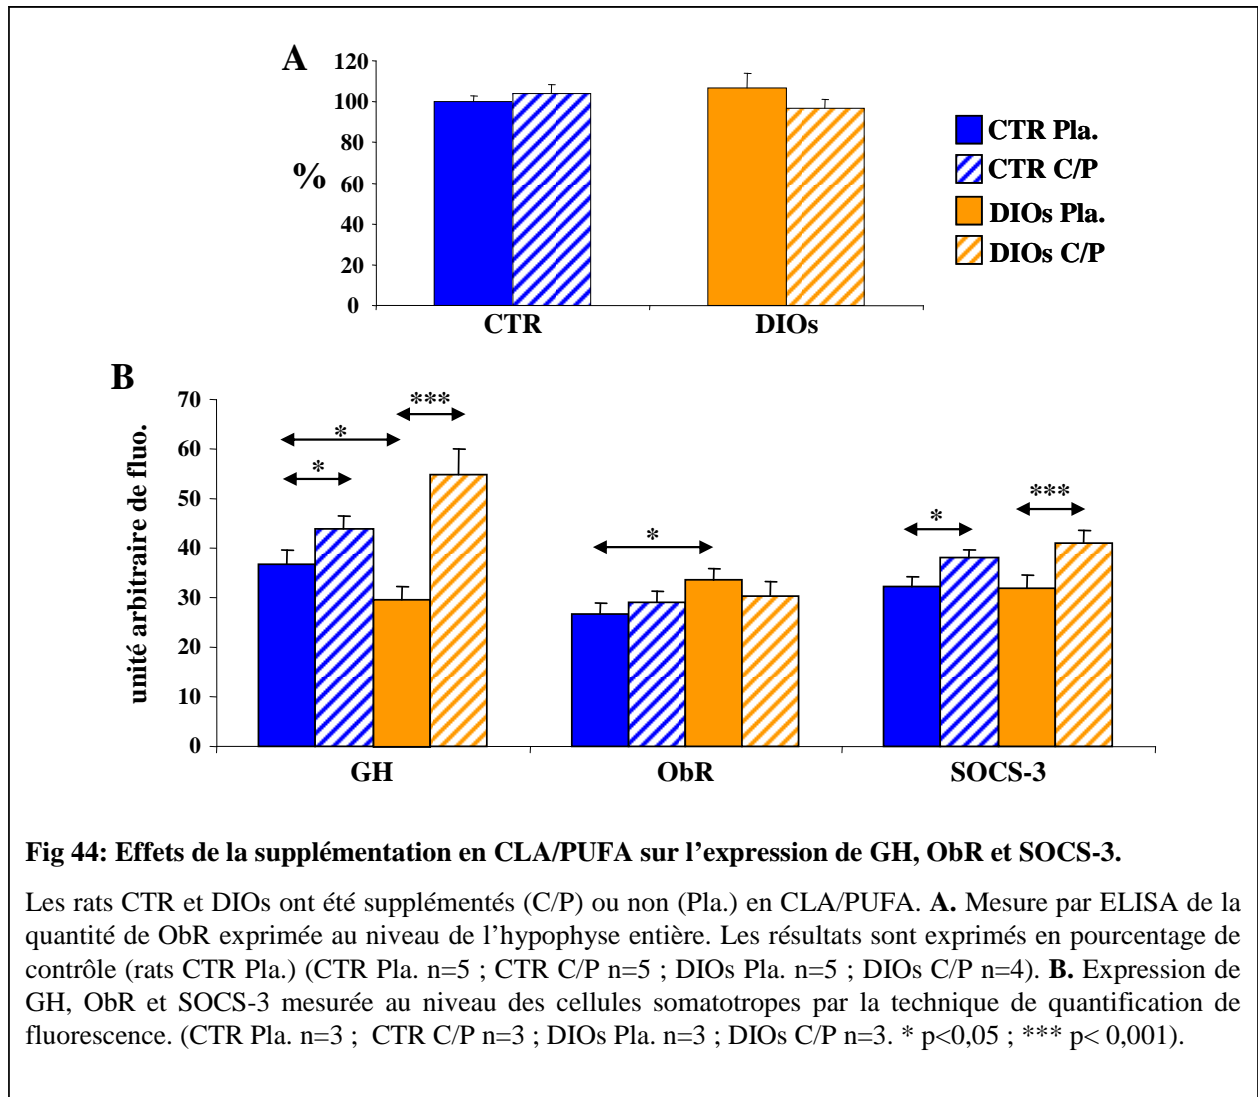 A
120
100
80
60
40
20
0
%
CTR
DIOs
CTR Pla.
CTR C/P
DIOs Pla.
DIOs C/P
B
70
60
50
40
30
20
10
0
unité arbitraire de fluo.
***
*
*
*
*
***
GH
ObR
SOCS-3
Fig 44: Effets de la supplémentation en CLA/PUFA sur l’expression de GH, ObR et SOCS-3.
Les rats CTR et DIOs ont été supplémentés (C/P) ou non (Pla.) en CLA/PUFA. A. Mesure par ELISA de la
quantité de ObR exprimée au niveau de l’hypophyse entière. Les résultats sont exprimés en pourcentage de
contrôle (rats CTR Pla.) (CTR Pla. n=5 ; CTR C/P n=5 ; DIOs Pla. n=5 ; DIOs C/P n=4). B. Expression de
GH, ObR et SOCS-3 mesurée au niveau des cellules somatotropes par la technique de quantification de
fluorescence. (CTR Pla. n=3 ; CTR C/P n=3 ; DIOs Pla. n=3 ; DIOs C/P n=3. * p<0,05 ; *** p< 0,001).